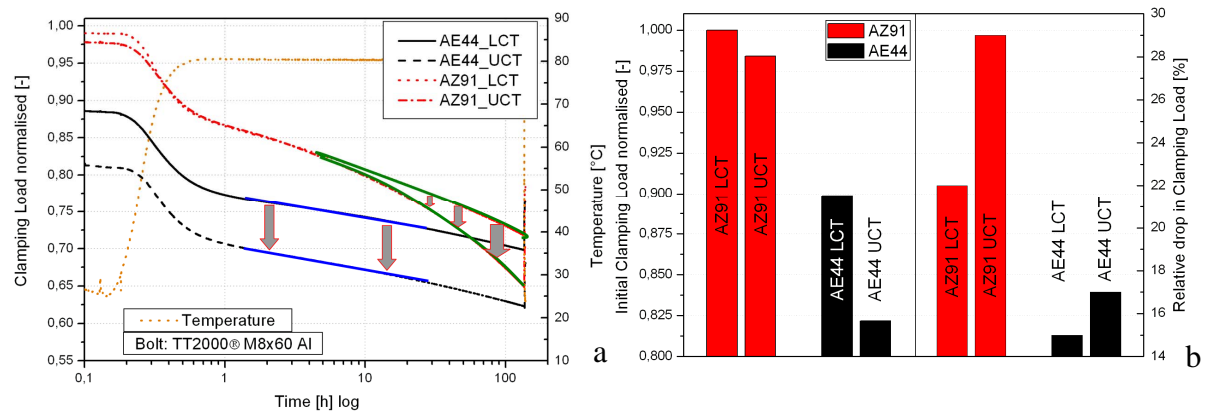 Clamping Load normalised [-]
1,00
0,95
0,90
0,85
0,80
0,75
0,70
0,65
0,60
0,55
AE44_LCT
AE44_UCT
AZ91_LCT
AZ91_UCT
Temperature
Bolt: TT2000® M8x60 Al
0,1
1
10
100
Time [h] log
90
80
70
60
50
40
30
20
10
Temperature [°C]
a
Initial Clamping Load normalised [-]
1,000
0,975
0,950
0,925
0,900
0,875
0,850
0,825
0,800
AZ91
AE44
AZ91 LCT
AZ91 UCT
AE44 LCT
AE44 UCT
AZ91 LCT
AZ91 UCT
AE44 LCT
AE44 UCT
30
28
26
24
22
20
18
16
14
Relative drop in Clamping Load [%]
b